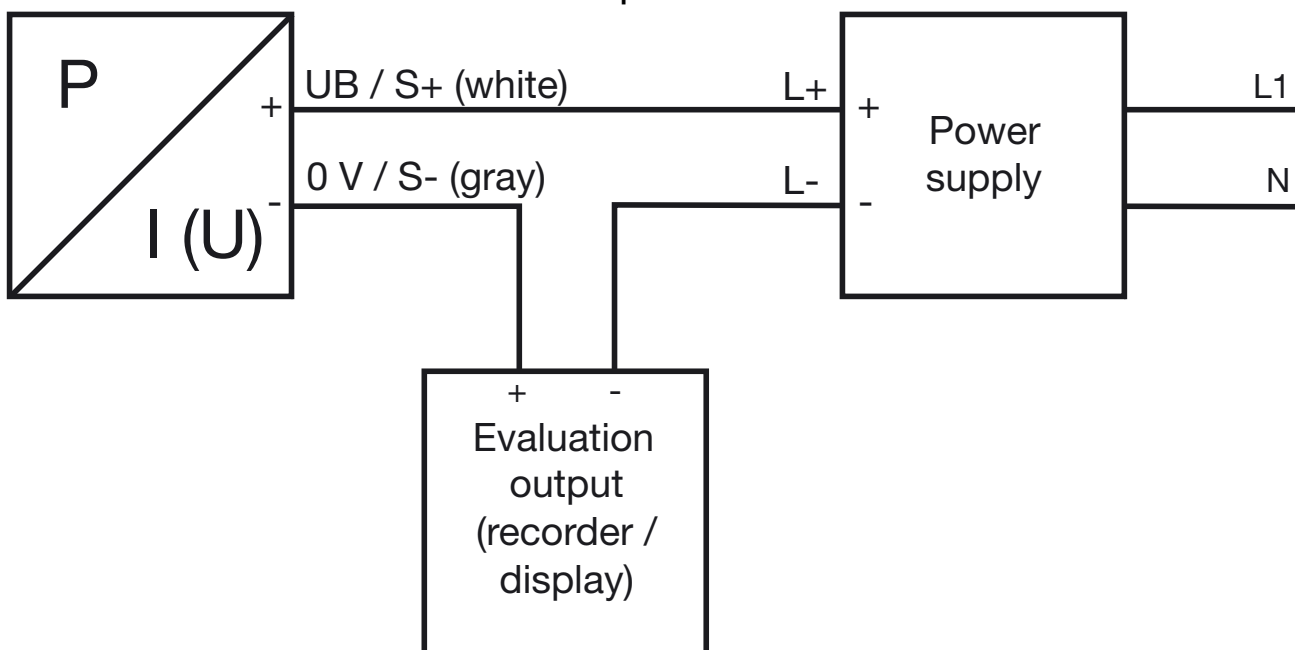 P
I (U)
+
-
UB / S+ (white)
0 V / S- (gray)
L+
L-
+
-
Power
supply
L1
N
+ -
Evaluation
output
(recorder /
display)